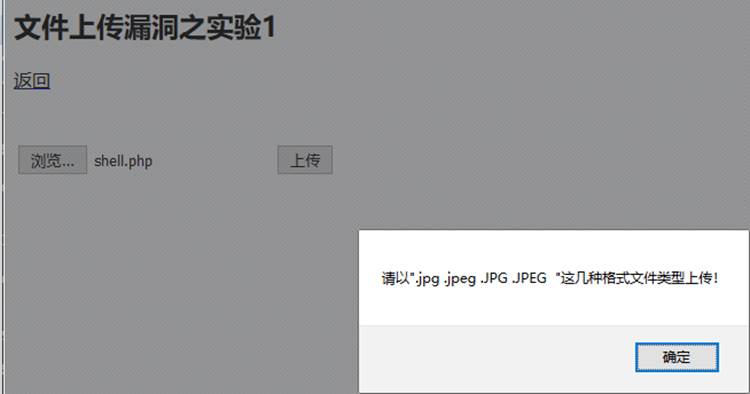 文件上传漏洞之实验1
返回
浏览... shell.php 上传
请以".jpg .jpeg .JPG .JPEG "这几种格式文件类型上传!
确定